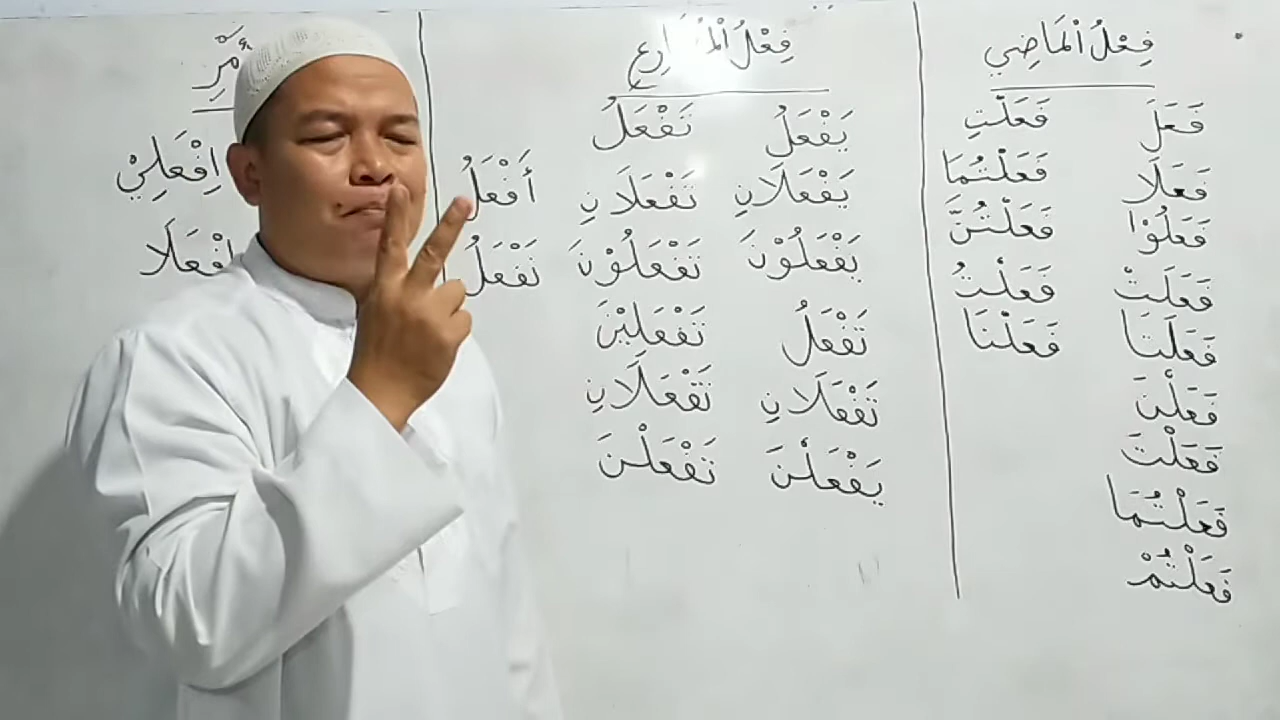 فِعْلُ الْمَاضِي
فَعَلَ
فَعَلَا
فَعَلُوْا
فَعَلَتْ
فَعَلَتَا
فَعَلْنَ
فَعَلْتَ
فَعَلْتُمَا
فَعَلْتُمْ
فَعَلْتِ
فَعَلْتُمَا
فَعَلْتُنَّ
فَعَلْتُ
فَعَلْنَا
فِعْلُ
يَفْعَلُ
يَفْعَلَانِ
يَفْعَلُوْنَ
تَفْعَلُ
تَفْعَلَانِ
يَفْعَلْنَ
تَفْعَلُ
تَفْعَلَانِ
تَفْعَلُوْنَ
تَفْعَلِيْنَ
تَفْعَلَانِ
تَفْعَلْنَ
أَفْعَلُ
نَفْعَلُ
اِفْعَلِيْ
اِفْعَلَا